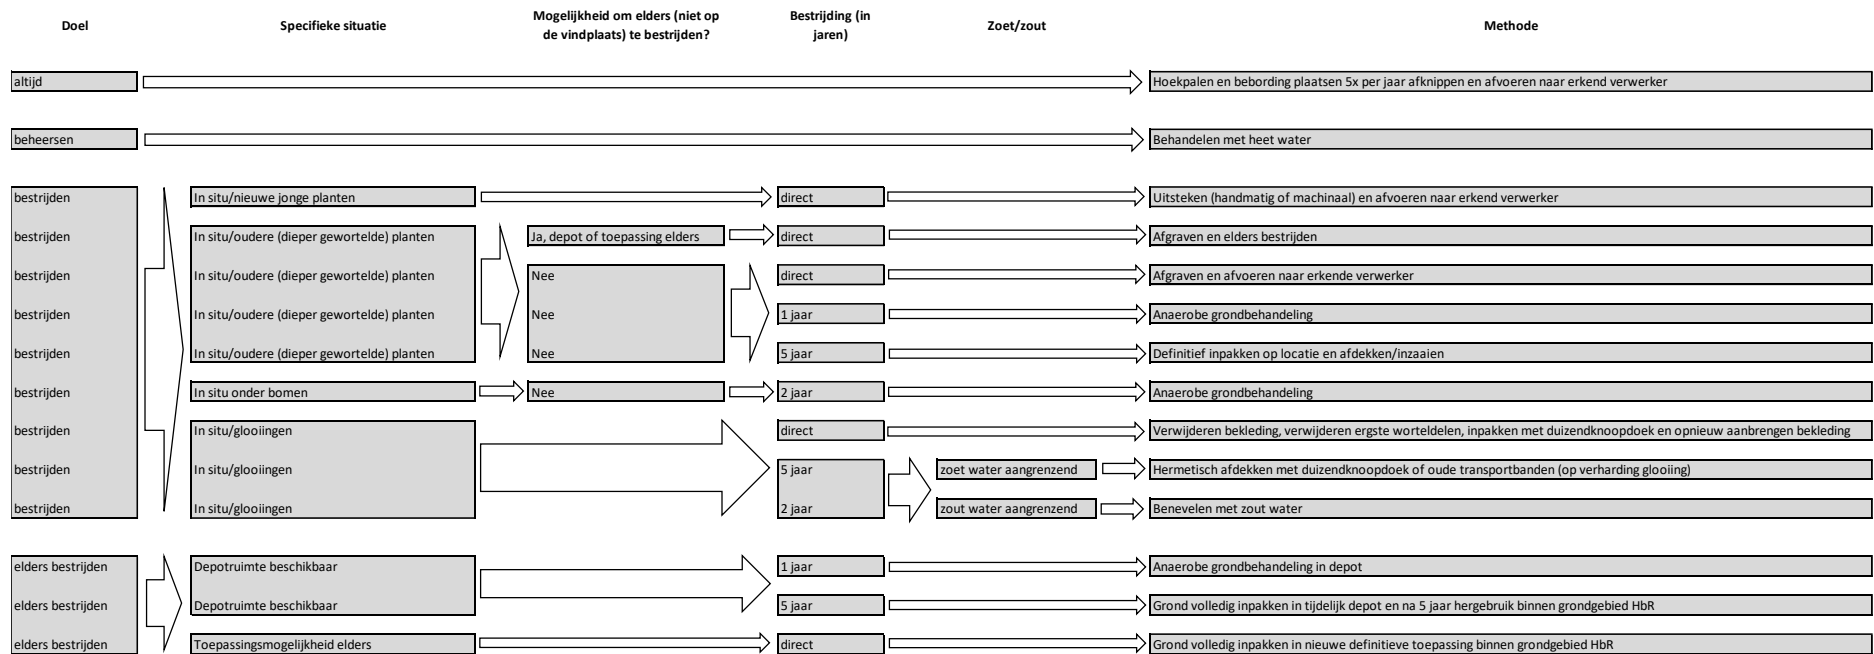 Doel Specifieke situatie Mogelijkheid om elders (niet op de vindplaats) te bestrijden? Bestrijding (in jaren) Zoet/zout Methode
altijd Hoekpalen en bebording plaatsen 5x per jaar afknippen en afvoeren naar erkend verwerker
beheersen Behandelen met heet water
bestrijden In situ/nieuwe jonge planten direct Uitsteken (handmatig of machinaal) en afvoeren naar erkend verwerker
bestrijden In situ/oudere (dieper gewortelde) planten Ja, depot of toepassing elders direct Afgraven en elders bestrijden
bestrijden In situ/oudere (dieper gewortelde) planten Nee direct Afgraven en afvoeren naar erkende verwerker
bestrijden In situ/oudere (dieper gewortelde) planten Nee 1 jaar Anaerobe grondbehandeling
bestrijden In situ/oudere (dieper gewortelde) planten Nee 5 jaar Definitief inpakken op locatie en afdekken/inzaaien
bestrijden In situ onder bomen Nee 2 jaar Anaerobe grondbehandeling
bestrijden In situ/glooiingen direct Verwijderen bekleding, verwijderen ergste worteldelen, inpakken met duizendknoopdoek en opnieuw aanbrengen bekleding
bestrijden In situ/glooiingen 5 jaar zoet water aangrenzend Hermetisch afdekken met duizendknoopdoek of oude transportbanden (op verharding glooiing)
bestrijden In situ/glooiingen 2 jaar zout water aangrenzend Benevelen met zout water
elders bestrijden Depotruimte beschikbaar 1 jaar Anaerobe grondbehandeling in depot
elders bestrijden Depotruimte beschikbaar 5 jaar Grond volledig inpakken in tijdelijk depot en na 5 jaar hergebruik binnen grondgebied HbR
elders bestrijden Toepassingsmogelijkheid elders direct Grond volledig inpakken in nieuwe definitieve toepassing binnen grondgebied HbR